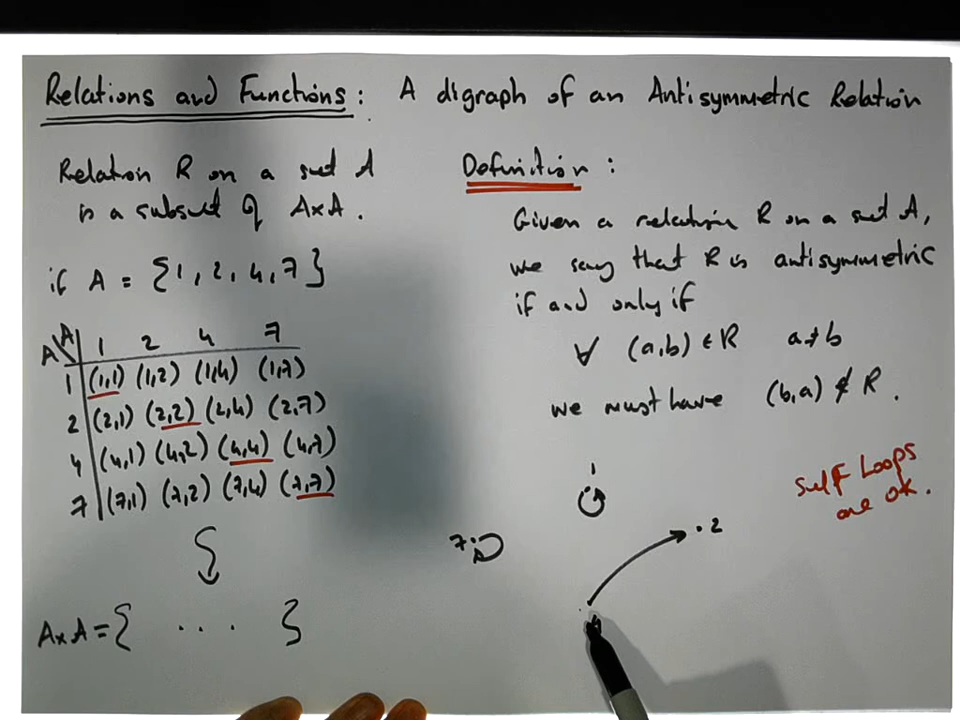 Relations and Functions : A digraph of an Antisymmetric Relation
Relation R on a set A
is a subset of A×A .
if A = {1, 2, 4, 7}
A\A 1 2 4 7
1 (1,1) (1,2) (1,4) (1,7)
2 (2,1) (2,2) (2,4) (2,7)
4 (4,1) (4,2) (4,4) (4,7)
7 (7,1) (7,2) (7,4) (7,7)
A×A = { . . . }
Definition :
Given a relation R on a set A,
we say that R is antisymmetric
if and only if
∀ (a,b) ∈ R a≠b
we must have (b,a) ∉ R .
Self Loops
are ok.
1
7
2